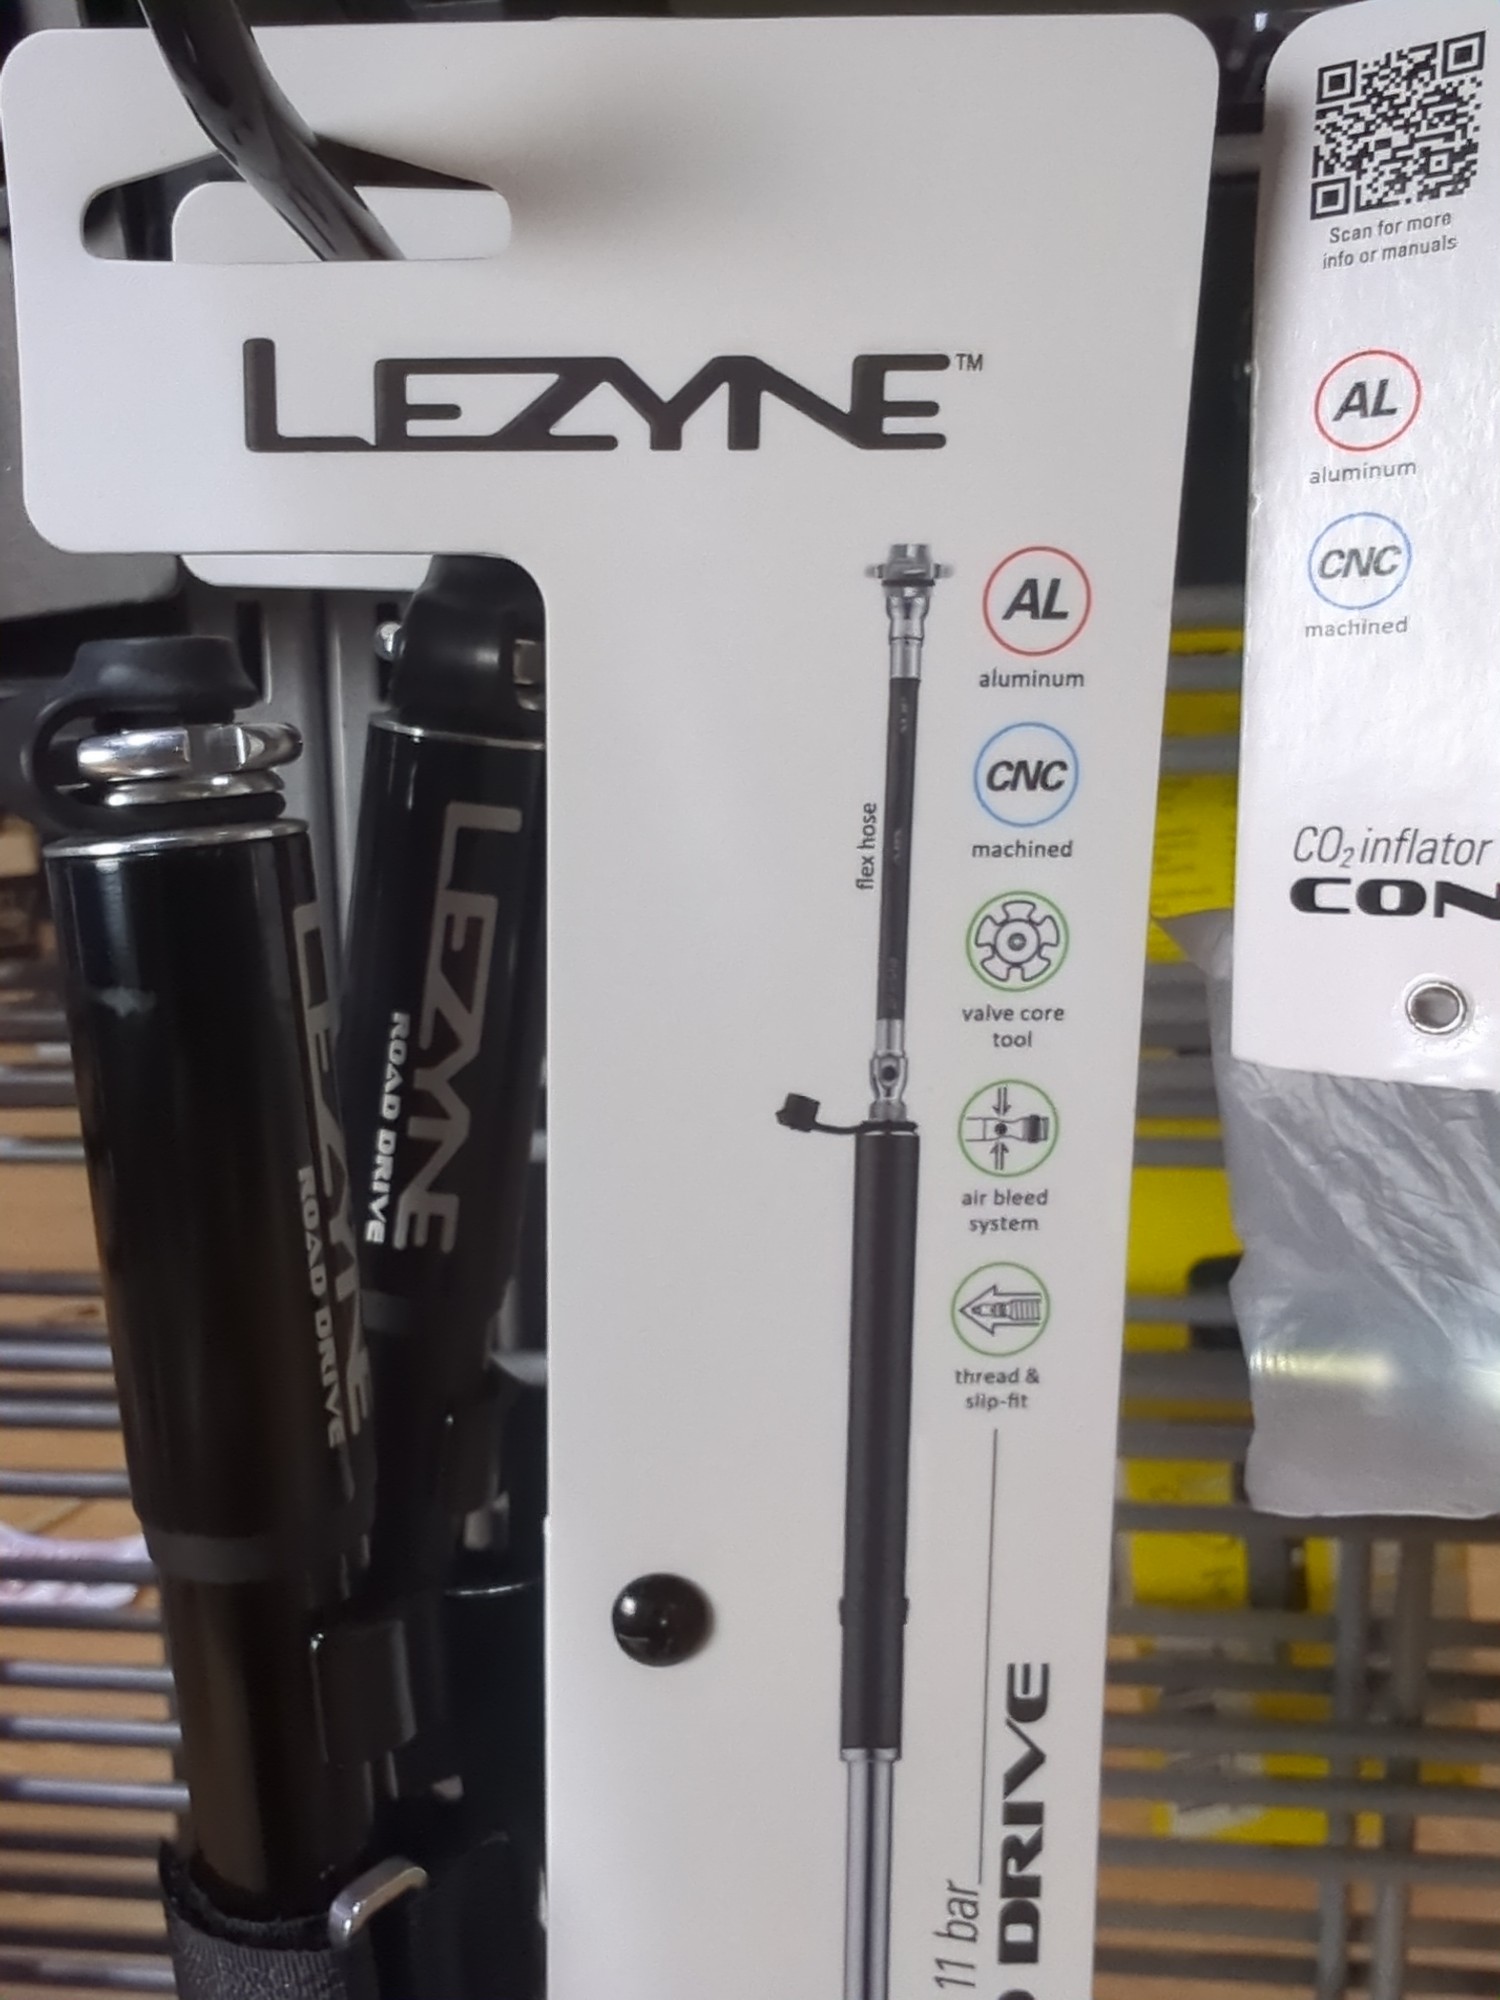 LEZYNE™
AL
aluminum
CNC
machined
flex hose
valve core
tool
air bleed
system
thread &
slip-fit
11 bar
DRIVE
LEZYNE
ROAD DRIVE
LEZYNE
ROAD DRIVE
Scan for more
info or manuals
AL
aluminum
CNC
machined
CO₂ inflator
CON